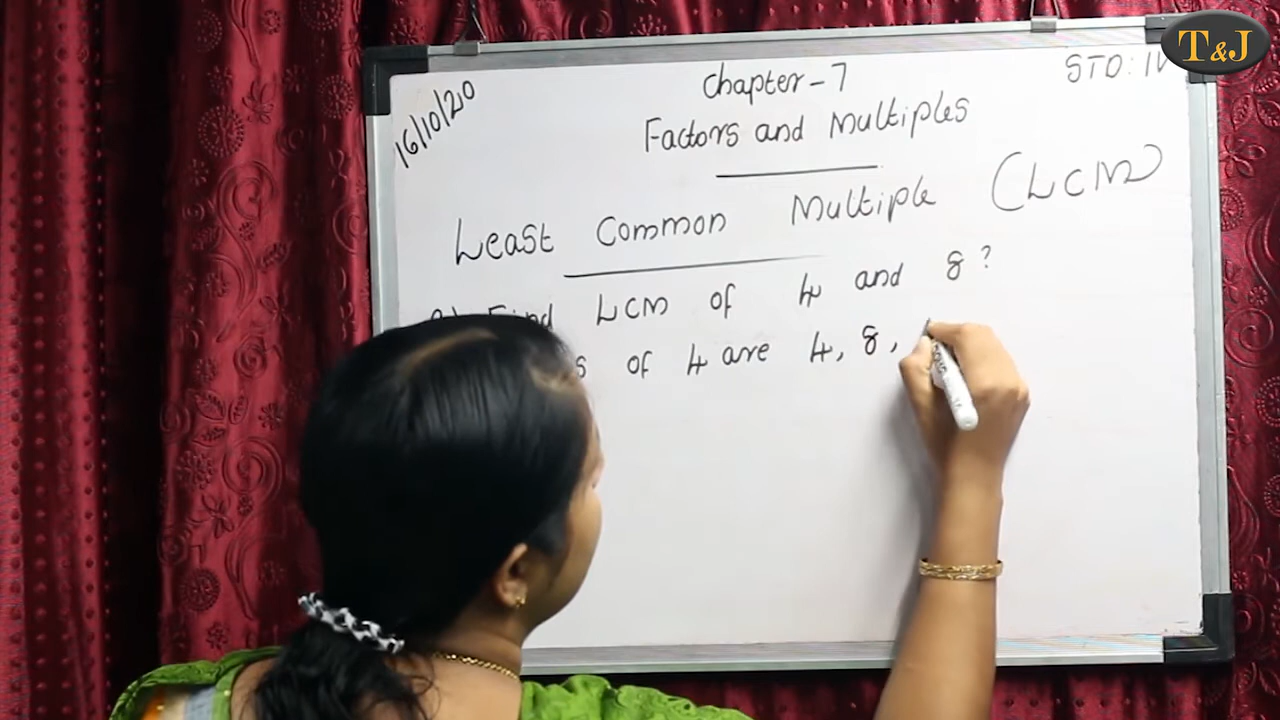 T&J
16/10/20
Chapter-7
STD: IV
Factors and Multiples
Least Common Multiple (LCM)
Find LCM of 4 and 8?
of 4 are 4, 8,